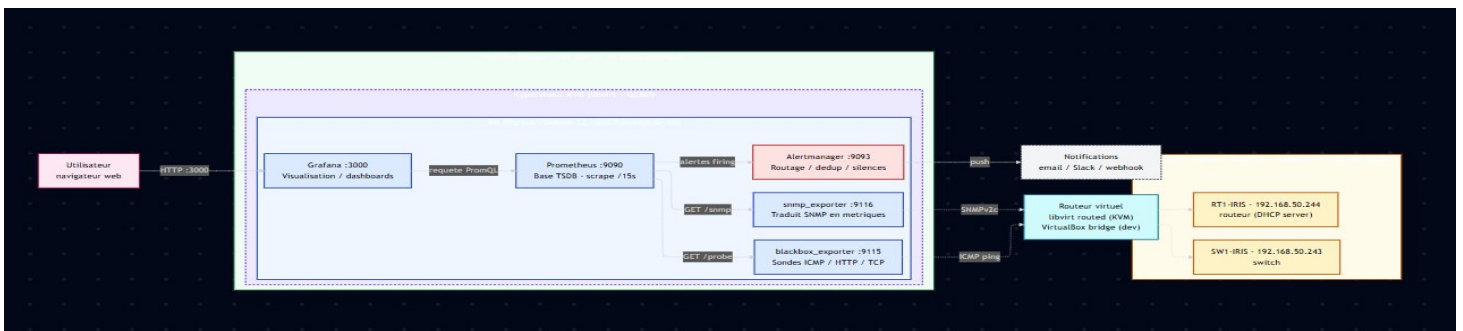 Utilisateur
navigateur web
HTTP :3000
Grafana :3000
Visualisation / dashboards
requete PromQL
Prometheus :9090
Base TSDB - scrape /15s
alertes firing
Alertmanager :9093
Routage / dedup / silences
push
Notifications
email / Slack / webhook
GET /snmp
snmp_exporter :9116
Traduit SNMP en metriques
SNMPv2c
Routeur virtuel
libvirt routed (KVM)
VirtualBox bridge (dev)
RT1-IRIS - 192.168.50.244
routeur (DHCP server)
GET /probe
blackbox_exporter :9115
Sondes ICMP / HTTP / TCP
ICMP ping
SW1-IRIS - 192.168.50.243
switch